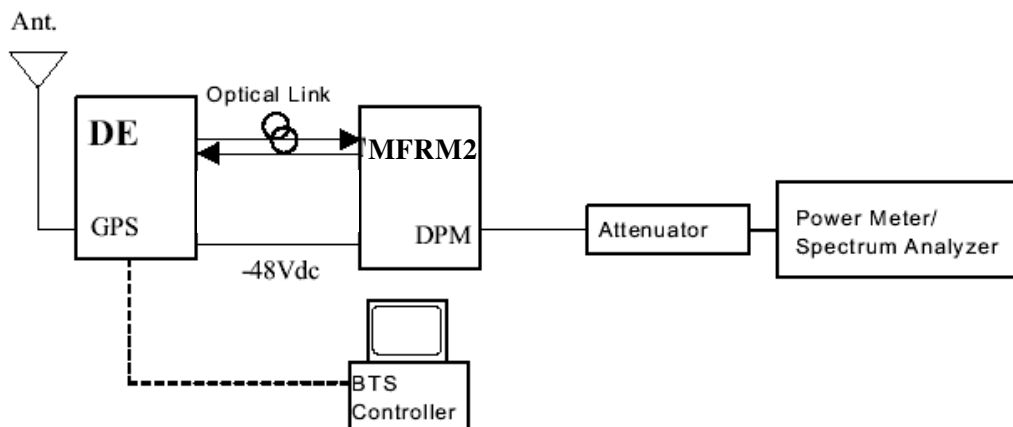 Ant.
Optical Link
DE
MFRM2
GPS
DPM
-48Vdc
Attenuator
Power Meter/
Spectrum Analyzer
BTS
Controller